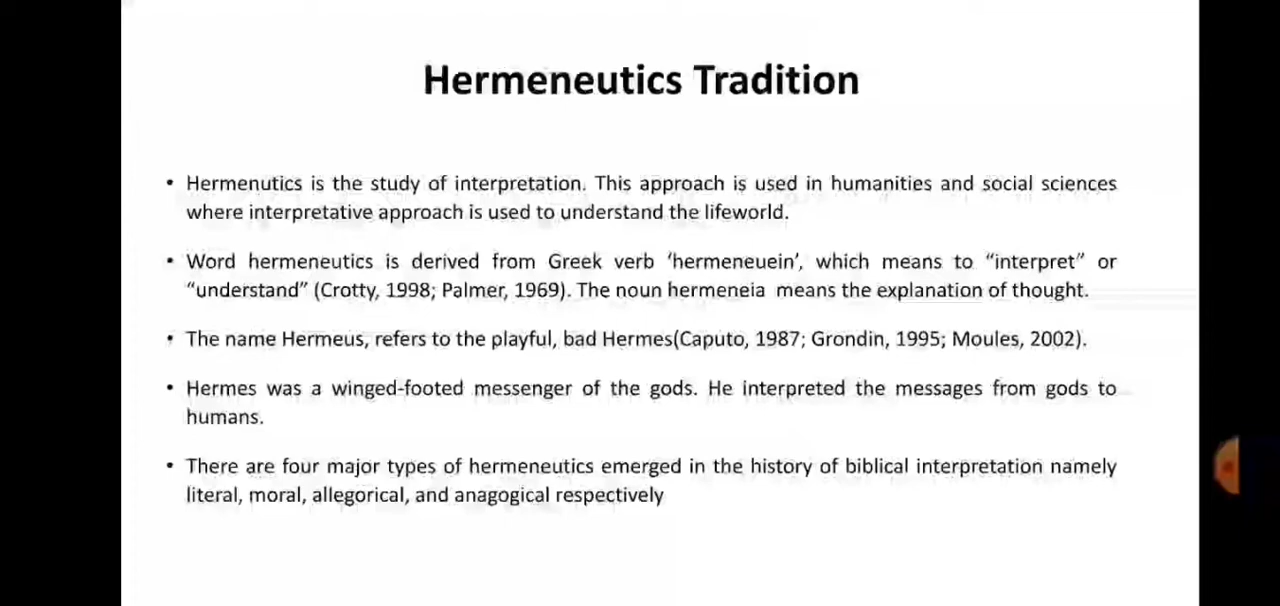 Hermeneutics Tradition
• Hermenutics is the study of interpretation. This approach is used in humanities and social sciences
where interpretative approach is used to understand the lifeworld.
• Word hermeneutics is derived from Greek verb ‘hermeneuein’, which means to “interpret” or
“understand” (Crotty, 1998; Palmer, 1969). The noun hermeneia means the explanation of thought.
• The name Hermeus, refers to the playful, bad Hermes(Caputo, 1987; Grondin, 1995; Moules, 2002).
• Hermes was a winged-footed messenger of the gods. He interpreted the messages from gods to
humans.
• There are four major types of hermeneutics emerged in the history of biblical interpretation namely
literal, moral, allegorical, and anagogical respectively